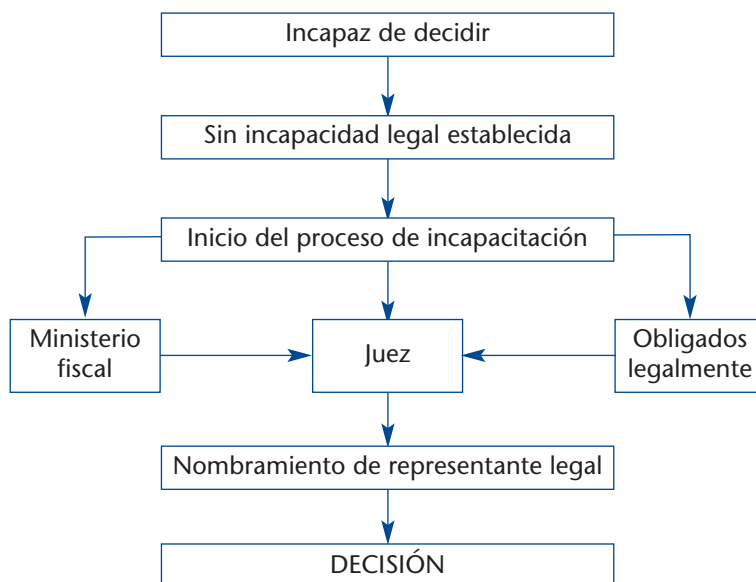 Incapaz de decidir
Sin incapacidad legal establecida
Inicio del proceso de incapacitación
Ministerio
fiscal
Juez
Obligados
legalmente
Nombramiento de representante legal
DECISIÓN